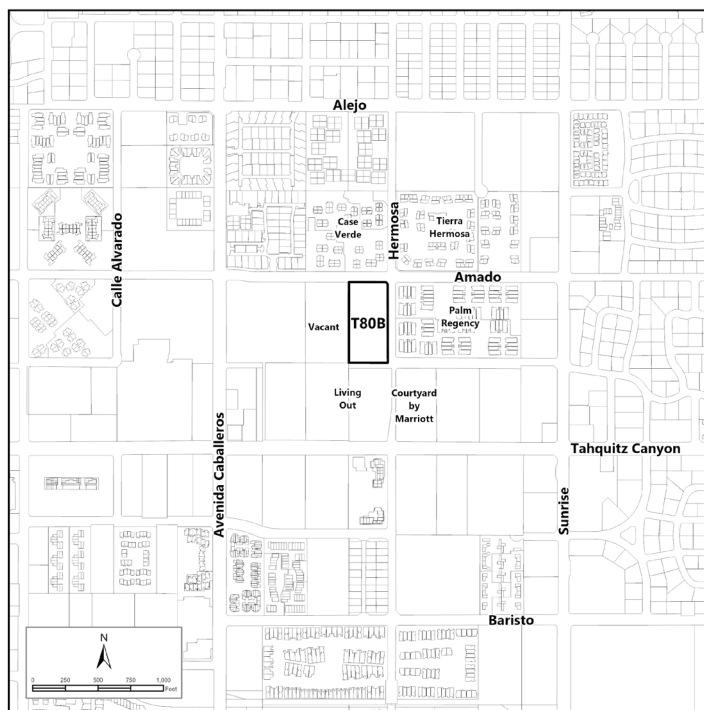 Alejo
Calle Alvarado
Case
Verde
Hermosa
Tierra
Hermosa
Amado
Vacant
T80B
Palm
Regency
Living
Out
Courtyard
by
Marriott
Avenida Caballeros
Tahquitz Canyon
Sunrise
Baristo
N
0 250 500 750 1,000
Feet